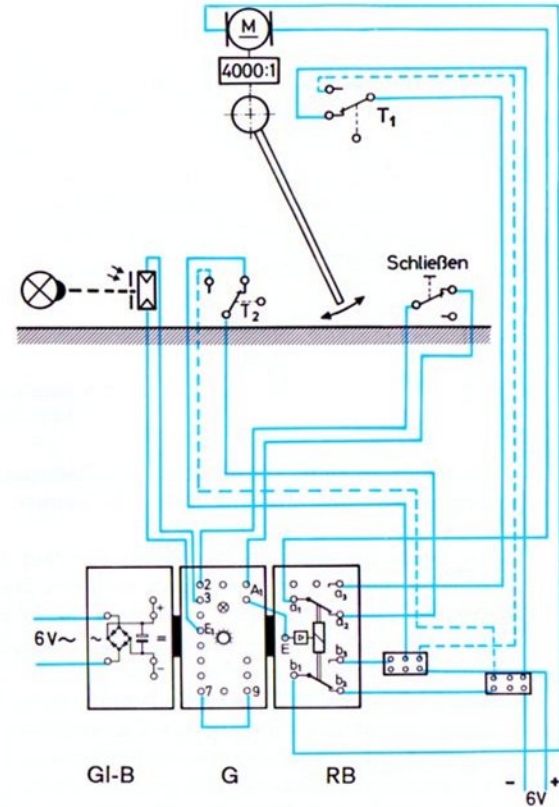 M
4000:1
T1
Schließen
T2
2
3
A1
E1
7
9
a3
a1
a2
E
b3
b1
b2
+
=
-
6V~
~
Gl-B
G
RB
- +
6V